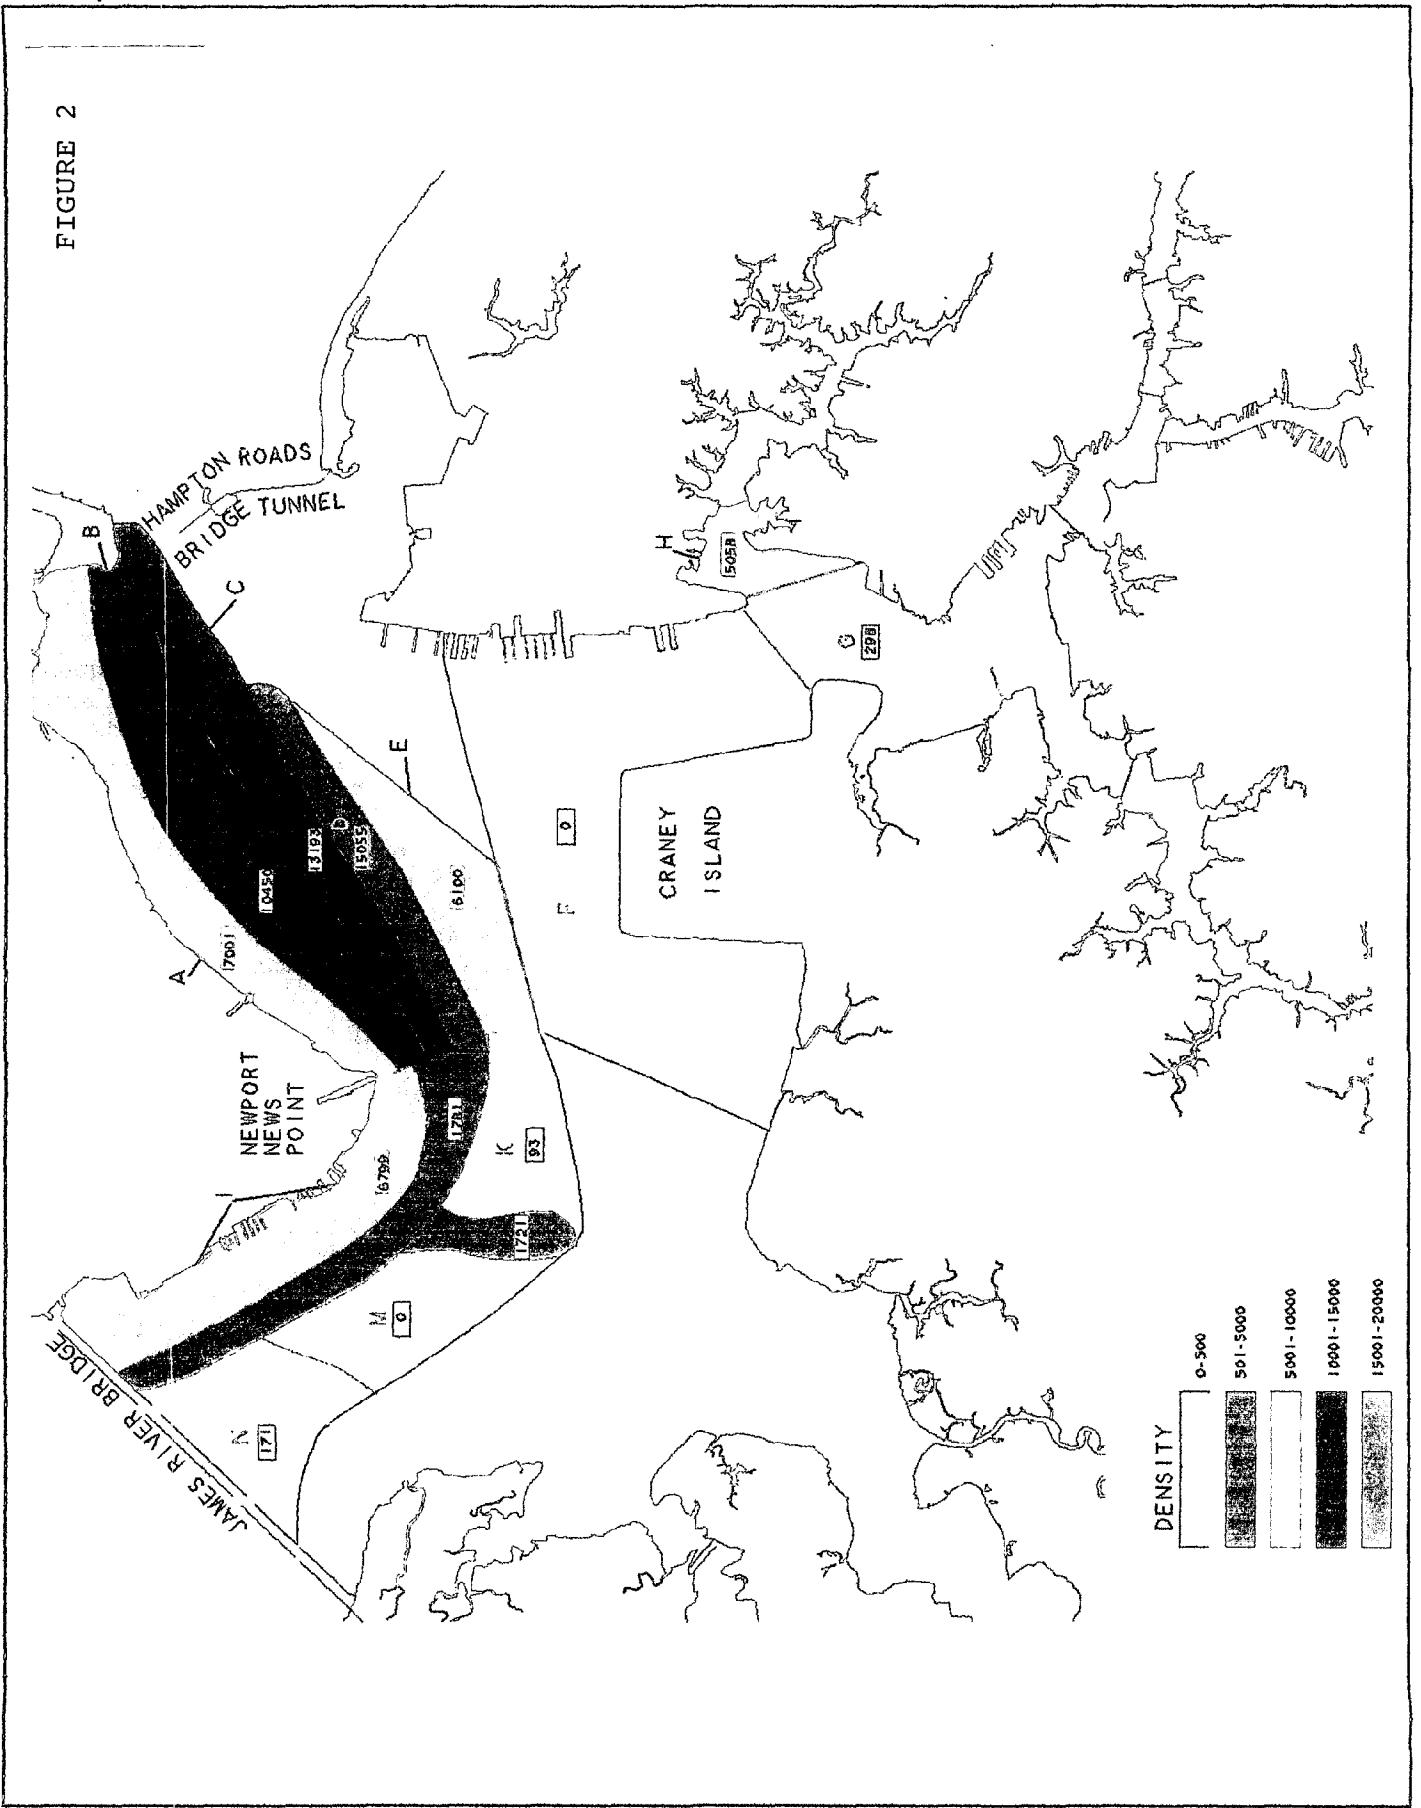 FIGURE 2
HAMPTON ROADS
BRIDGE TUNNEL
B
C
E
A
7001
10450
13193
D
15055
6100
NEWPORT
NEWS
POINT
I
6799
1781
K
93
1721
M
0
N
171
JAMES RIVER BRIDGE
F
0
CRANEY
ISLAND
G
298
H
5058
DENSITY
0-500
501-5000
5001-10000
10001-15000
15001-20000